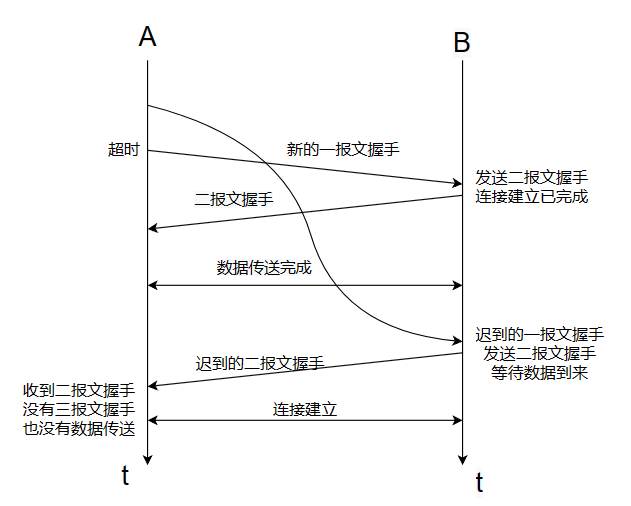 A
B
超时
新的一报文握手
发送二报文握手
连接建立已完成
二报文握手
数据传送完成
迟到的一报文握手
发送二报文握手
等待数据到来
迟到的二报文握手
收到二报文握手
没有三报文握手
也没有数据传送
连接建立
t
t